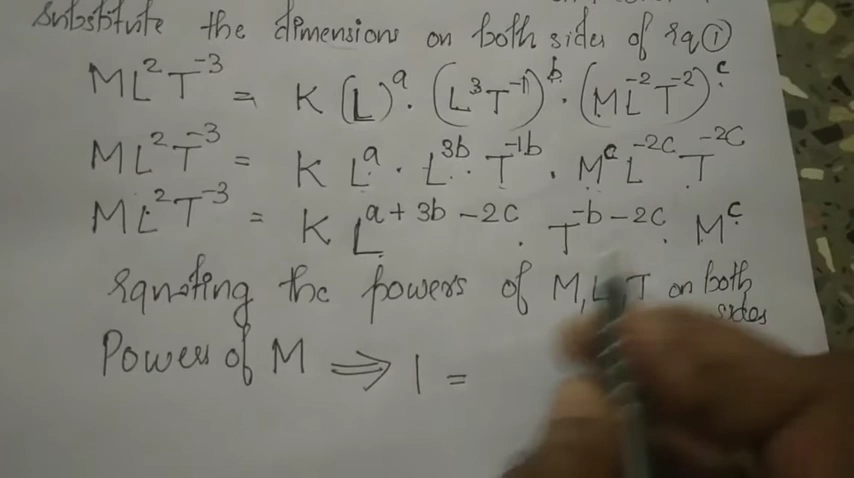 Substitute the dimensions on both sides of eq ①
ML²T⁻³ = K (L)ᵃ · (L³T⁻¹)ᵇ · (ML⁻²T⁻²)ᶜ
ML²T⁻³ = K Lᵃ · L³ᵇ · T⁻¹ᵇ · Mᶜ L⁻²ᶜ T⁻²ᶜ
ML²T⁻³ = K L^(a + 3b - 2c) · T^(-b - 2c) · Mᶜ
Equating the powers of M, L, T on both sides
Powers of M ⟹ 1 =